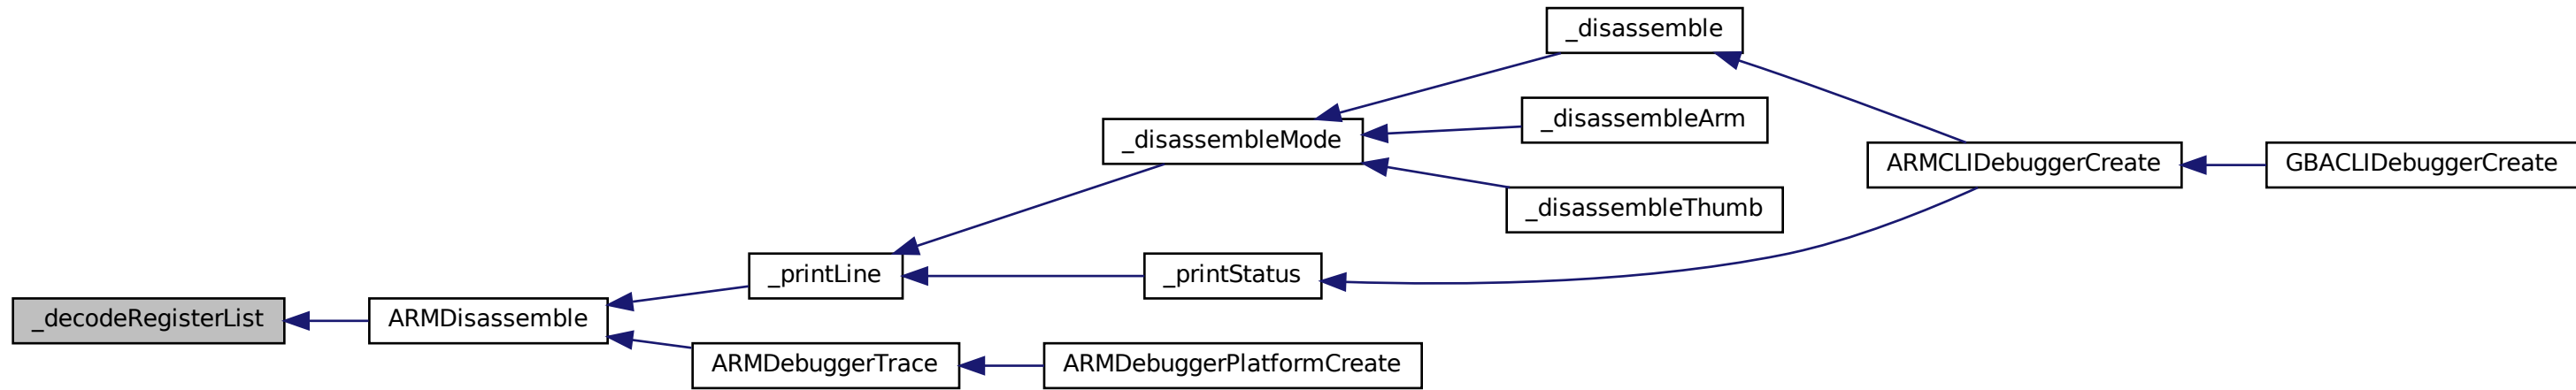 _disassemble
_disassembleArm
_disassembleMode
ARMCLIDebuggerCreate
GBACLIDebuggerCreate
_disassembleThumb
_printLine
_printStatus
_decodeRegisterList
ARMDisassemble
ARMDebuggerTrace
ARMDebuggerPlatformCreate